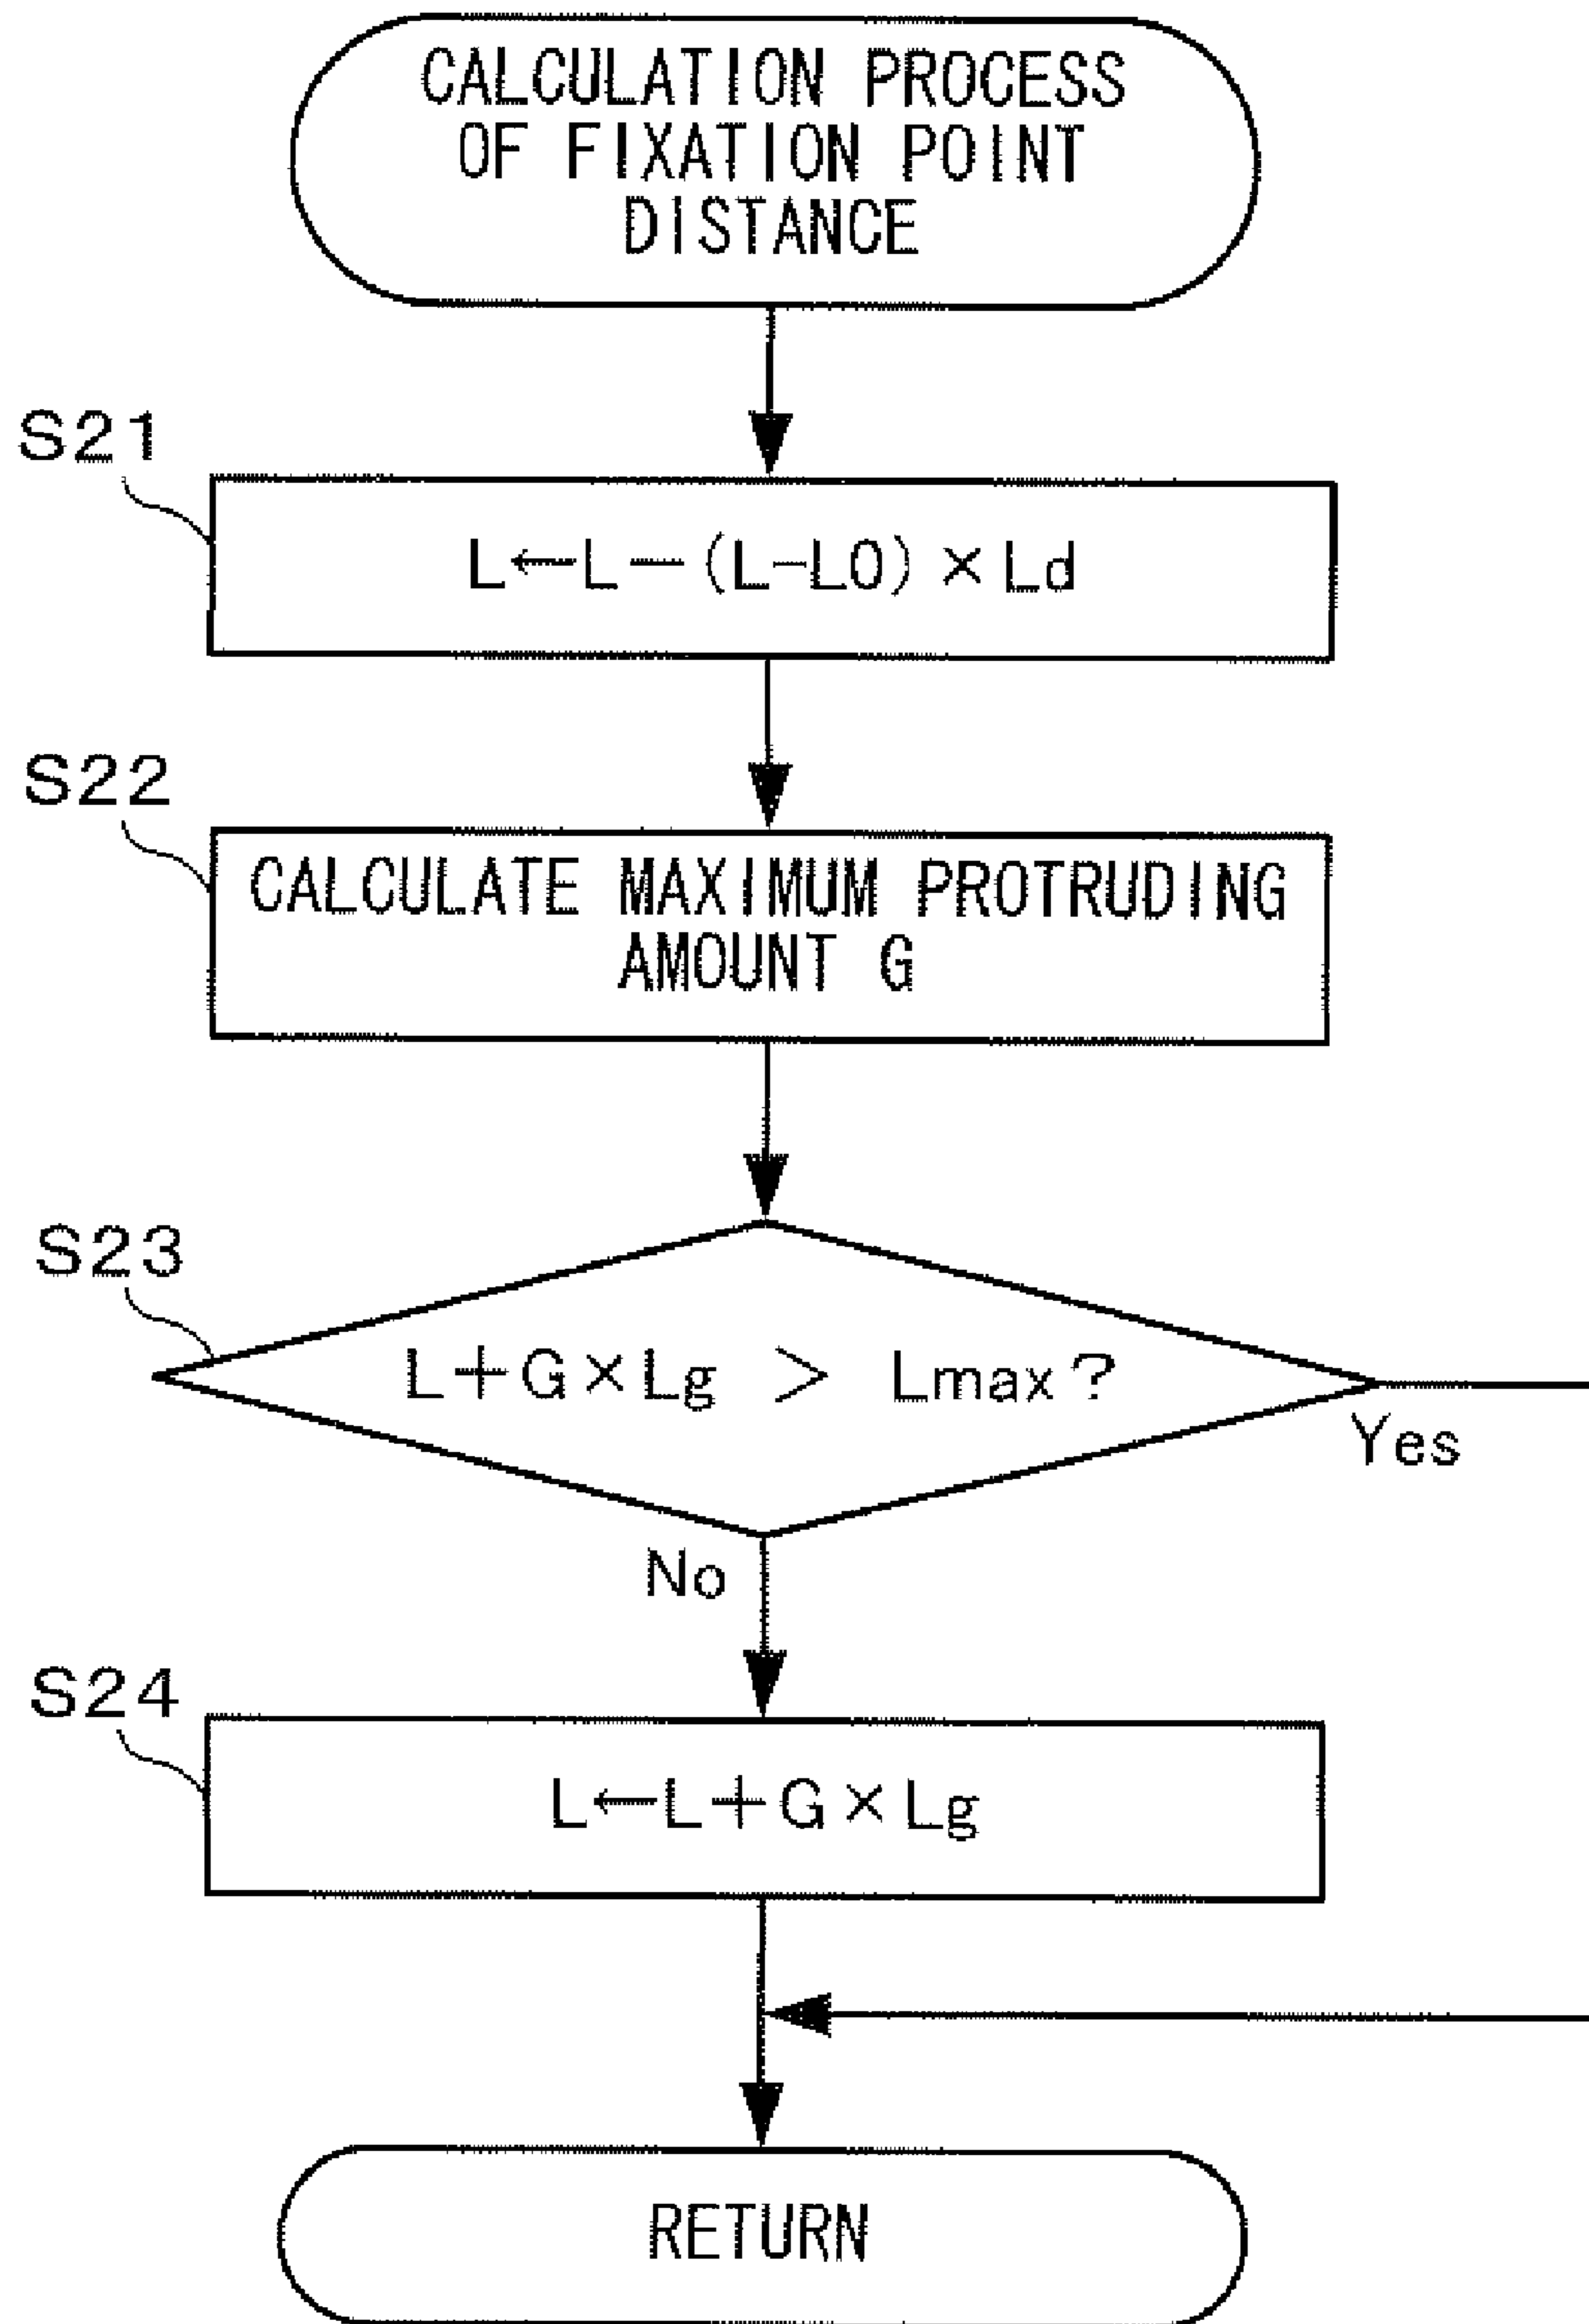 CALCULATION PROCESS
OF FIXATION POINT
DISTANCE
S21
L←L−(L-L0)×Ld
S22
CALCULATE MAXIMUM PROTRUDING
AMOUNT G
S23
L+G×Lg > Lmax?
Yes
No
S24
L←L+G×Lg
RETURN